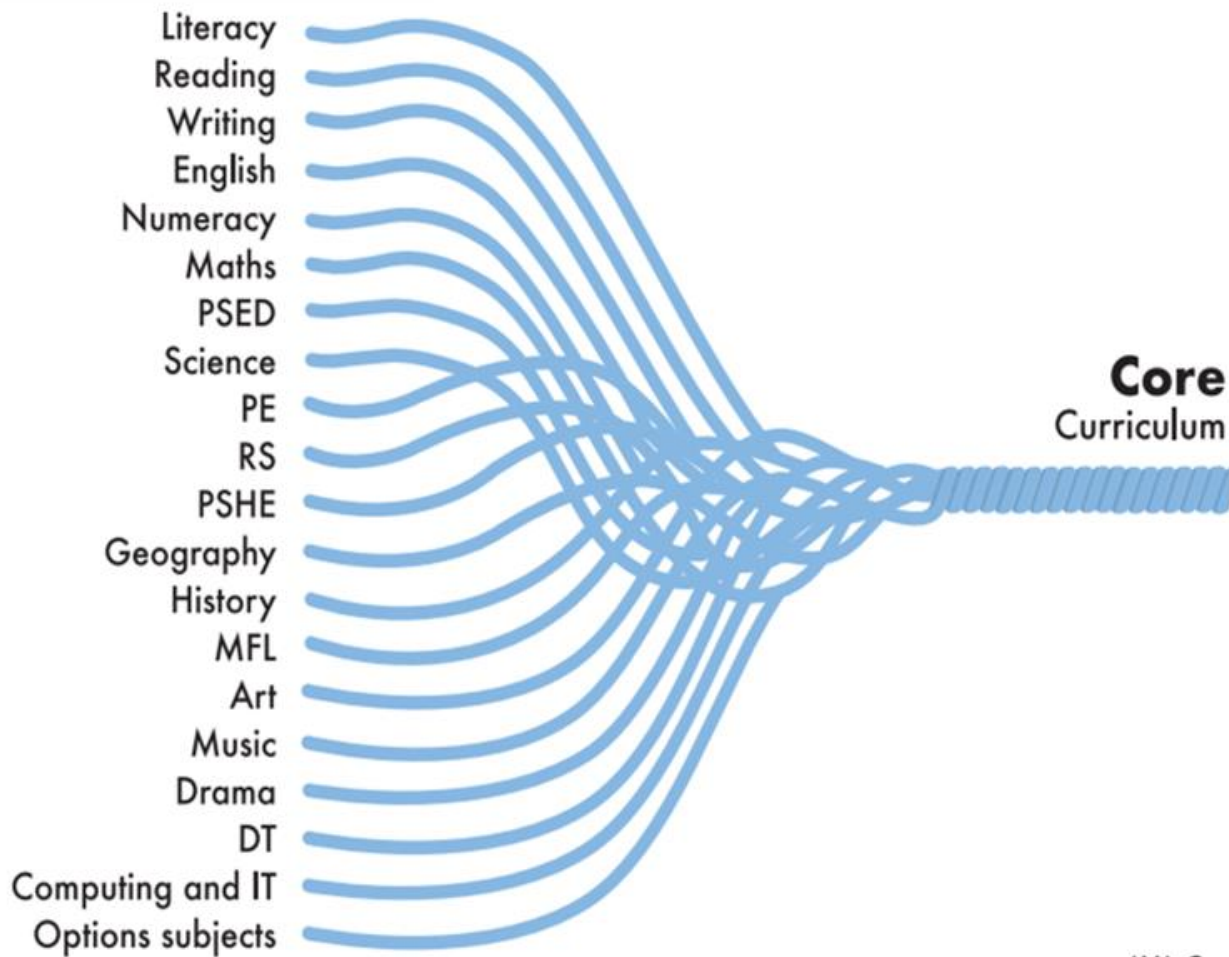 Literacy
Reading
Writing
English
Numeracy
Maths
PSED
Science
PE
RS
PSHE
Geography
History
MFL
Art
Music
Drama
DT
Computing and IT
Options subjects
Core
Curriculum